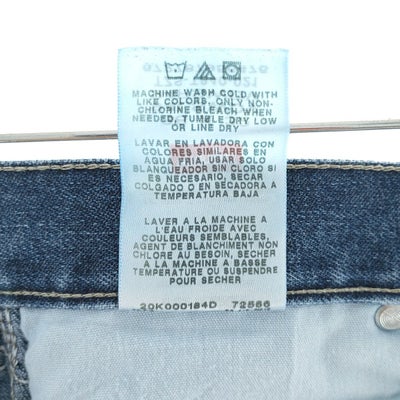 MACHINE WASH COLD WITH
LIKE COLORS, ONLY NON-
CHLORINE BLEACH WHEN
NEEDED, TUMBLE DRY LOW
OR LINE DRY
LAVAR EN LAVADORA CON
COLORES SIMILARES EN
AGUA FRIA, USAR SOLO
BLANQUEADOR SIN CLORO SI
ES NECESARIO, SECAR
COLGADO O EN SECADORA A
TEMPERATURA BAJA
LAVER A LA MACHINE A
L'EAU FROIDE AVEC
COULEURS SEMBLABLES,
AGENT DE BLANCHIMENT NON
CHLORE AU BESOIN, SECHER A
LA MACHINE A BASSE
TEMPERATURE OU SUSPENDRE
POUR SECHER
20K000184D 72566